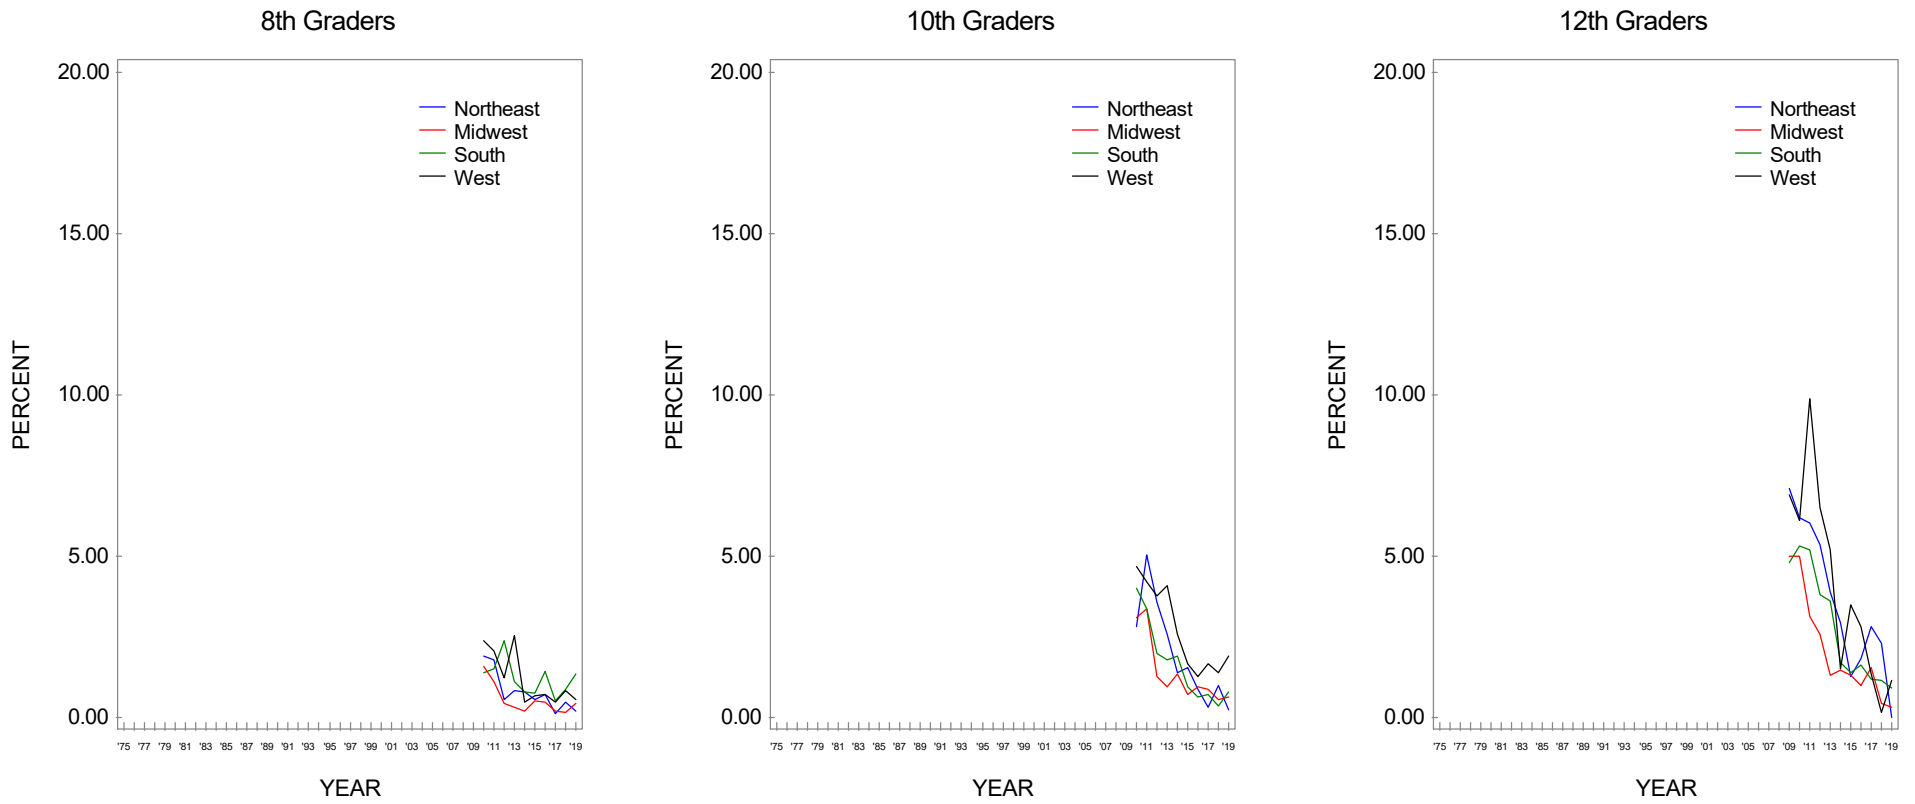 8th Graders
20.00
15.00
10.00
5.00
0.00
PERCENT
Northeast
Midwest
South
West
'75 '77 '79 '81 '83 '85 '87 '89 '91 '93 '95 '97 '99 '01 '03 '05 '07 '09 '11 '13 '15 '17 '19
YEAR
10th Graders
20.00
15.00
10.00
5.00
0.00
PERCENT
Northeast
Midwest
South
West
'75 '77 '79 '81 '83 '85 '87 '89 '91 '93 '95 '97 '99 '01 '03 '05 '07 '09 '11 '13 '15 '17 '19
YEAR
12th Graders
20.00
15.00
10.00
5.00
0.00
PERCENT
Northeast
Midwest
South
West
'75 '77 '79 '81 '83 '85 '87 '89 '91 '93 '95 '97 '99 '01 '03 '05 '07 '09 '11 '13 '15 '17 '19
YEAR